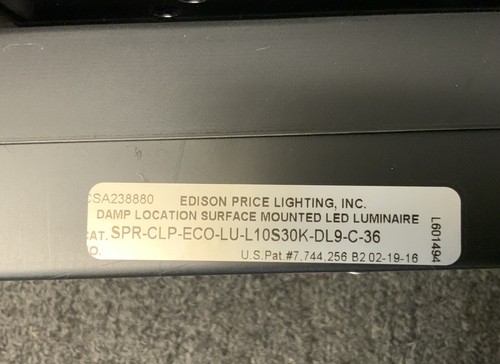 CSA238880 EDISON PRICE LIGHTING, INC.
DAMP LOCATION SURFACE MOUNTED LED LUMINAIRE
CAT. SPR-CLP-ECO-LU-L10S30K-DL9-C-36
NO.
U.S.Pat.#7,744,256 B2 02-19-16
L601494